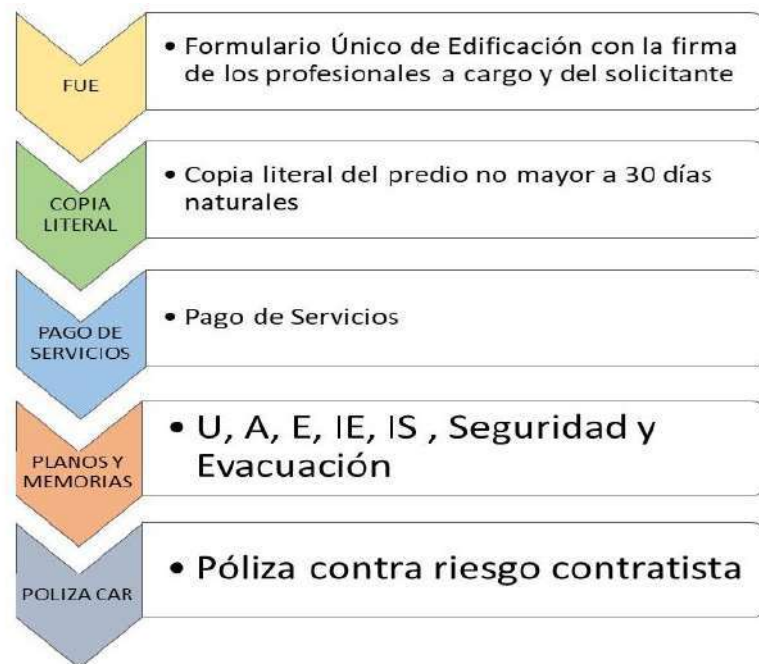 FUE
• Formulario Único de Edificación con la firma
de los profesionales a cargo y del solicitante
COPIA
LITERAL
• Copia literal del predio no mayor a 30 días
naturales
PAGO DE
SERVICIOS
• Pago de Servicios
PLANOS Y
MEMORIAS
• U, A, E, IE, IS , Seguridad y
Evacuación
POLIZA CAR
• Póliza contra riesgo contratista